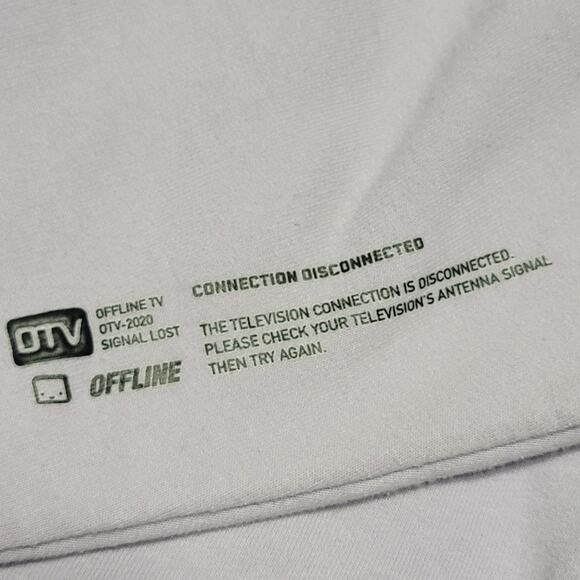 OTV
OFFLINE TV
OTV-2020
SIGNAL LOST
OFFLINE
CONNECTION DISCONNECTED
THE TELEVISION CONNECTION IS DISCONNECTED.
PLEASE CHECK YOUR TELEVISION'S ANTENNA SIGNAL
THEN TRY AGAIN.